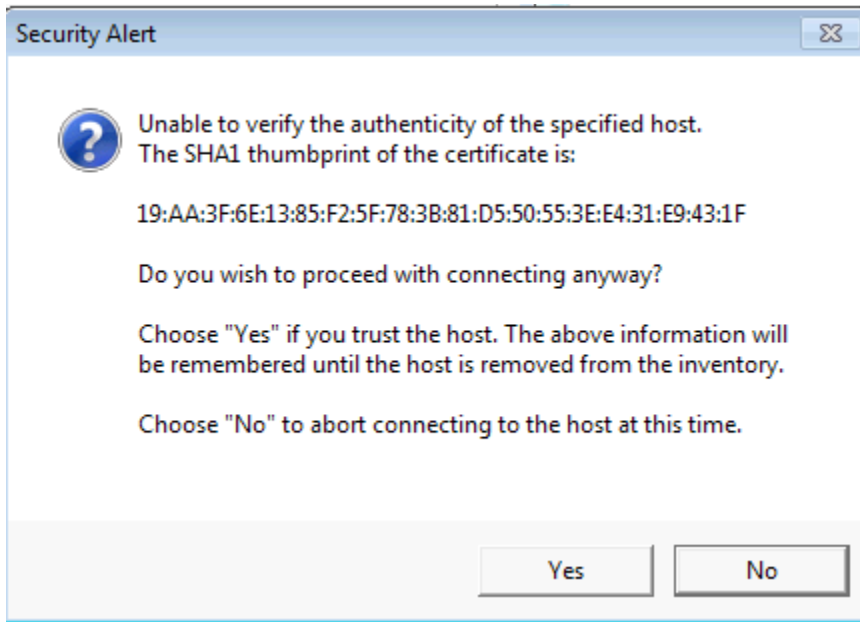 Security Alert
Unable to verify the authenticity of the specified host.
The SHA1 thumbprint of the certificate is:
19:AA:3F:6E:13:85:F2:5F:78:3B:81:D5:50:55:3E:E4:31:E9:43:1F
Do you wish to proceed with connecting anyway?
Choose "Yes" if you trust the host. The above information will
be remembered until the host is removed from the inventory.
Choose "No" to abort connecting to the host at this time.
Yes
No